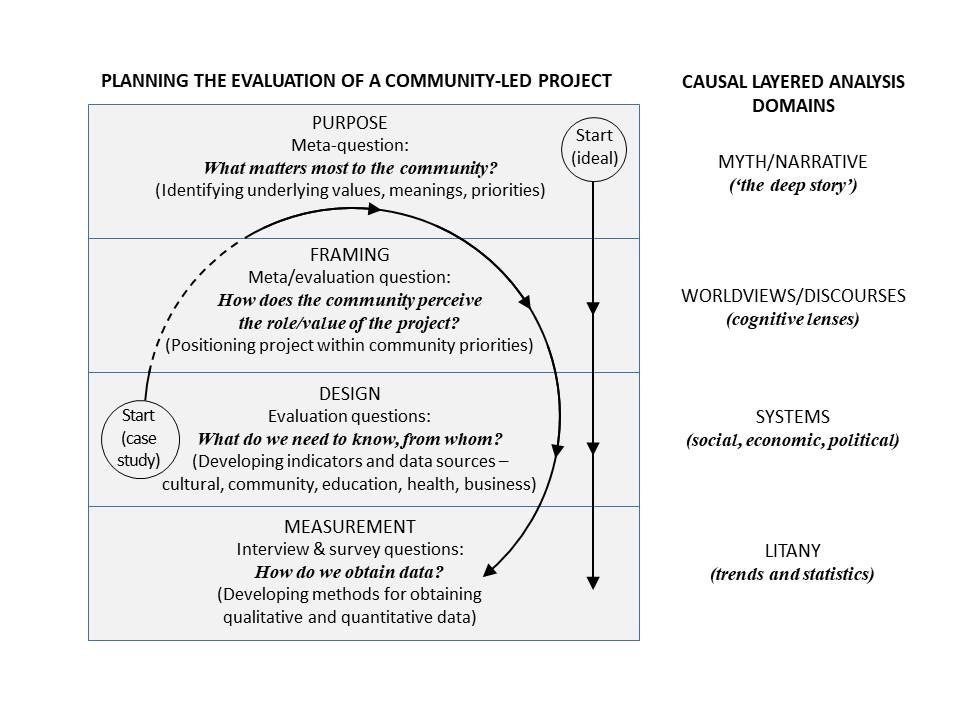 PLANNING THE EVALUATION OF A COMMUNITY-LED PROJECT
CAUSAL LAYERED ANALYSIS
DOMAINS
PURPOSE
Meta-question:
What matters most to the community?
(Identifying underlying values, meanings, priorities)
Start
(ideal)
MYTH/NARRATIVE
(‘the deep story’)
FRAMING
Meta/evaluation question:
How does the community perceive
the role/value of the project?
(Positioning project within community priorities)
WORLDVIEWS/DISCOURSES
(cognitive lenses)
Start
(case
study)
DESIGN
Evaluation questions:
What do we need to know, from whom?
(Developing indicators and data sources –
cultural, community, education, health, business)
SYSTEMS
(social, economic, political)
MEASUREMENT
Interview & survey questions:
How do we obtain data?
(Developing methods for obtaining
qualitative and quantitative data)
LITANY
(trends and statistics)